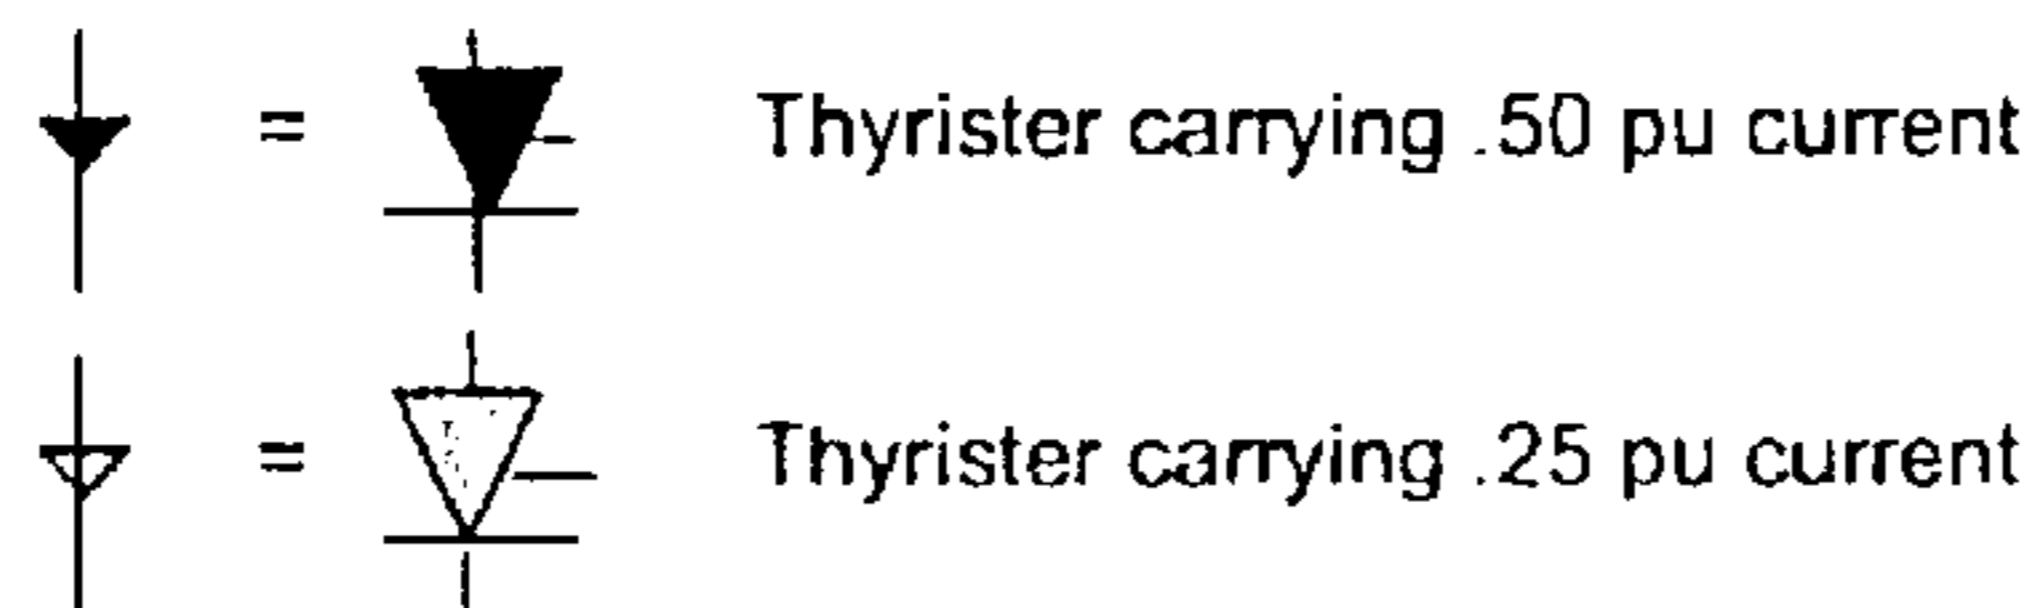 = Thyrister carrying .50 pu current
= Thyrister carrying .25 pu current